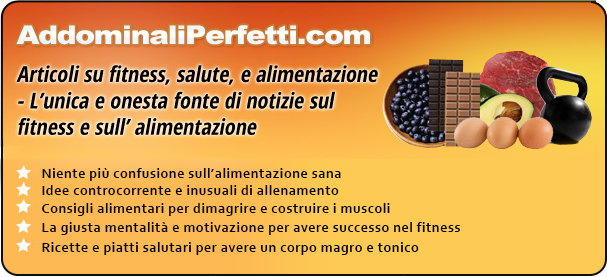 AddominaliPerfetti.com
Articoli su fitness, salute, e alimentazione
- L’unica e onesta fonte di notizie sul
fitness e sull’ alimentazione
Niente più confusione sull’alimentazione sana
Idee controcorrente e inusuali di allenamento
Consigli alimentari per dimagrire e costruire i muscoli
La giusta mentalità e motivazione per avere successo nel fitness
Ricette e piatti salutari per avere un corpo magro e tonico